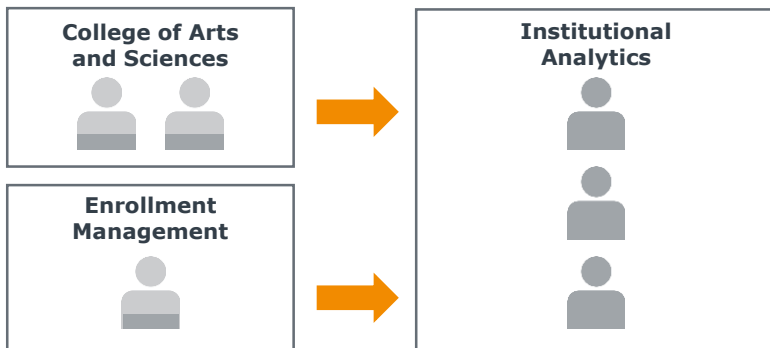 College of Arts
and Sciences
Enrollment
Management
Institutional
Analytics